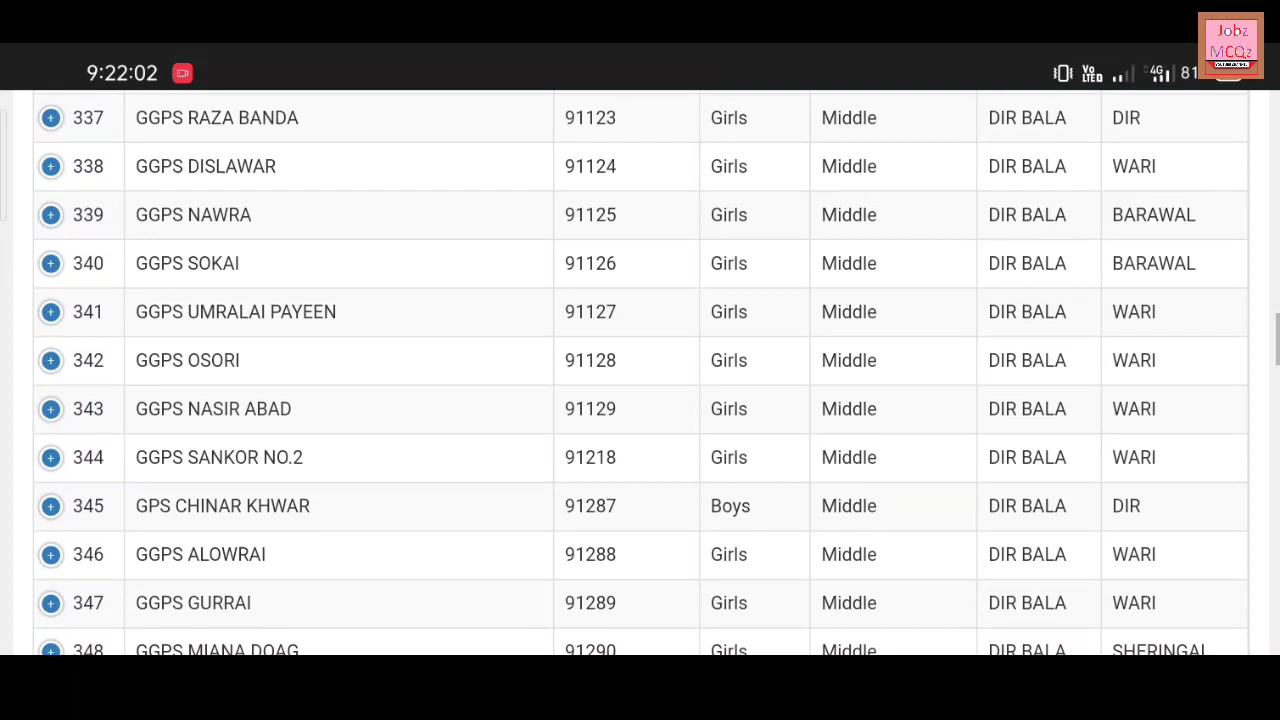 Jobz
MCQz
9:22:02 Vo LTED 4G 81
337 GGPS RAZA BANDA 91123 Girls Middle DIR BALA DIR
338 GGPS DISLAWAR 91124 Girls Middle DIR BALA WARI
339 GGPS NAWRA 91125 Girls Middle DIR BALA BARAWAL
340 GGPS SOKAI 91126 Girls Middle DIR BALA BARAWAL
341 GGPS UMRALAI PAYEEN 91127 Girls Middle DIR BALA WARI
342 GGPS OSORI 91128 Girls Middle DIR BALA WARI
343 GGPS NASIR ABAD 91129 Girls Middle DIR BALA WARI
344 GGPS SANKOR NO.2 91218 Girls Middle DIR BALA WARI
345 GPS CHINAR KHWAR 91287 Boys Middle DIR BALA DIR
346 GGPS ALOWRAI 91288 Girls Middle DIR BALA WARI
347 GGPS GURRAI 91289 Girls Middle DIR BALA WARI
348 GGPS MIANA DOAG 91290 Girls Middle DIR BALA SHERINGAL